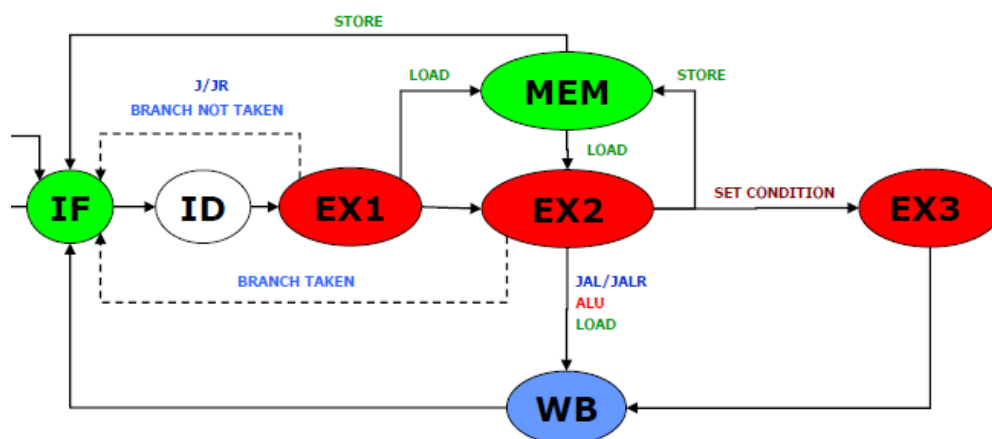 STORE
LOAD
MEM
STORE
J/JR
BRANCH NOT TAKEN
LOAD
IF
ID
EX1
EX2
SET CONDITION
EX3
BRANCH TAKEN
JAL/JALR
ALU
LOAD
WB